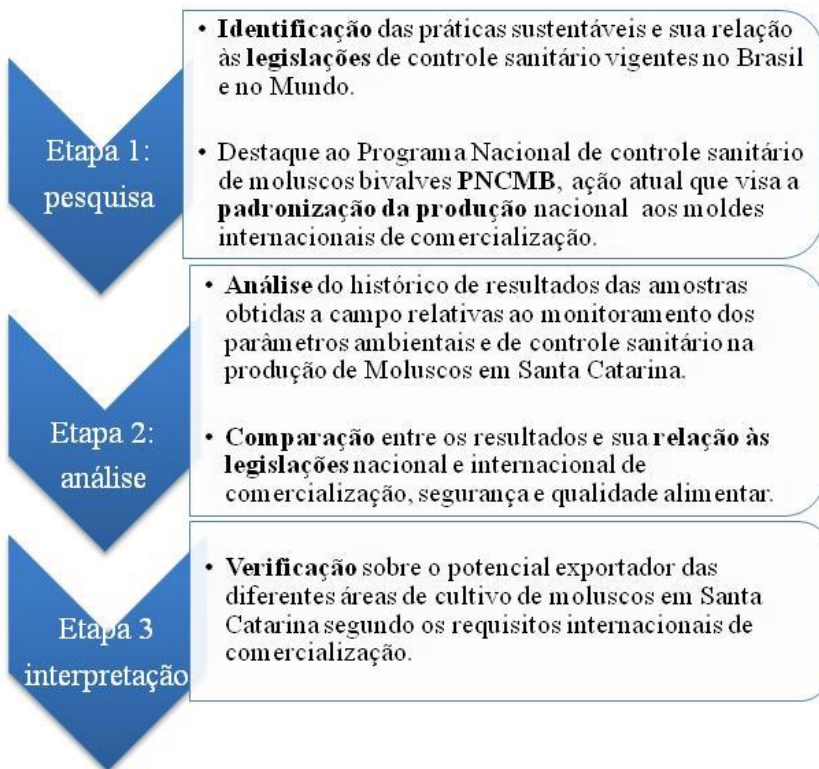 Etapa 1:
pesquisa
• Identificação das práticas sustentáveis e sua relação
às legislações de controle sanitário vigentes no Brasil
e no Mundo.
• Destaque ao Programa Nacional de controle sanitário
de moluscos bivalves PNCMB, ação atual que visa a
padronização da produção nacional aos moldes
internacionais de comercialização.
Etapa 2:
análise
• Análise do histórico de resultados das amostras
obtidas a campo relativas ao monitoramento dos
parâmetros ambientais e de controle sanitário na
produção de Moluscos em Santa Catarina.
• Comparação entre os resultados e sua relação às
legislações nacional e internacional de
comercialização, segurança e qualidade alimentar.
Etapa 3
interpretação
• Verificação sobre o potencial exportador das
diferentes áreas de cultivo de moluscos em Santa
Catarina segundo os requisitos internacionais de
comercialização.